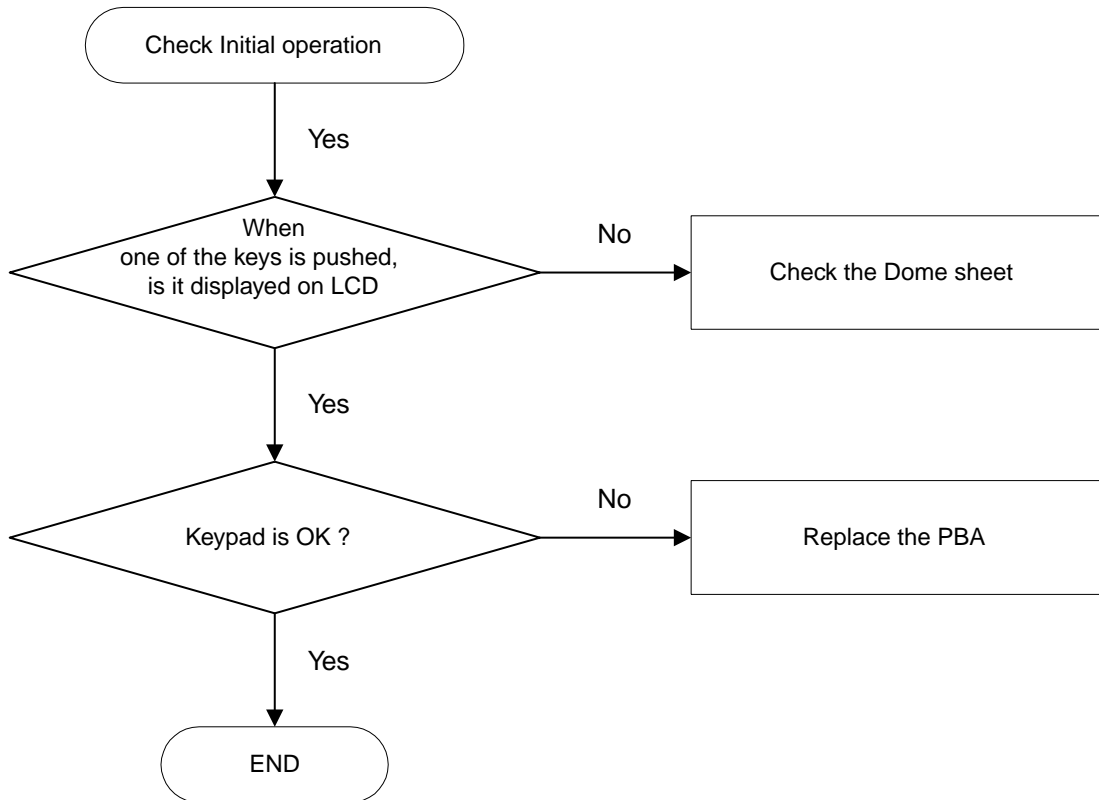 Check Initial operation
Yes
When
one of the keys is pushed,
is it displayed on LCD
No
Check the Dome sheet
Yes
Keypad is OK ?
No
Replace the PBA
Yes
END